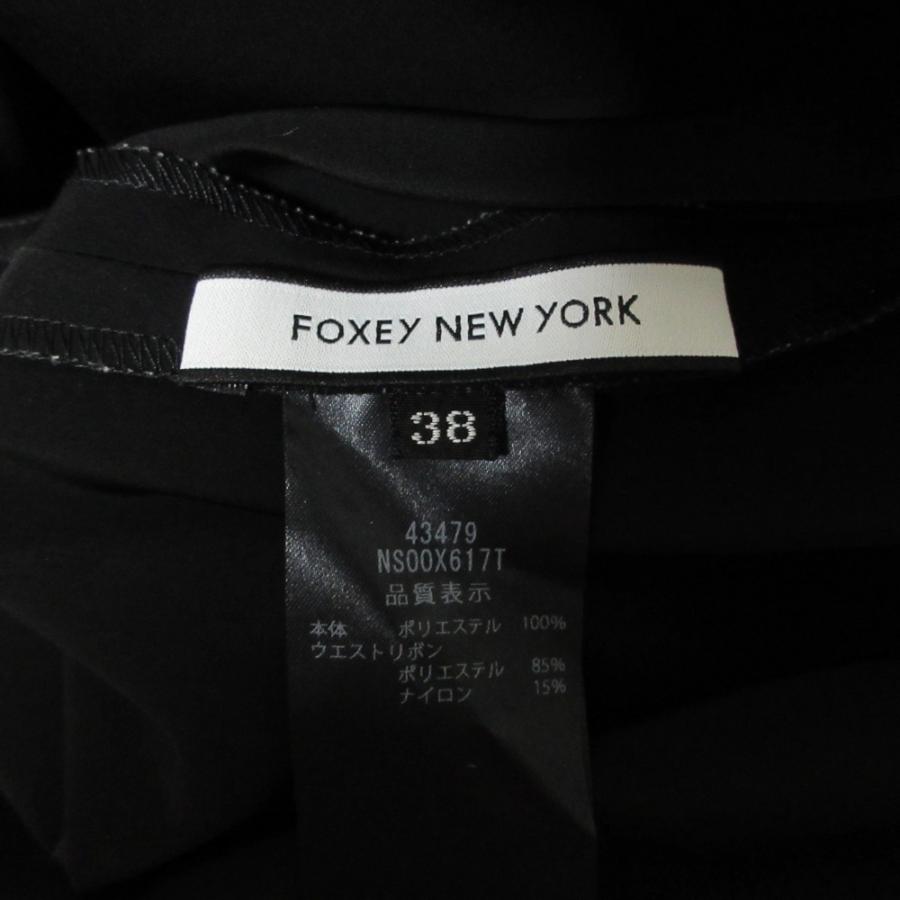 FOXEY NEW YORK
38
43479
NS00X617T
品質表示
本体 ポリエステル 100%
ウエストリボン
ポリエステル 85%
ナイロン 15%